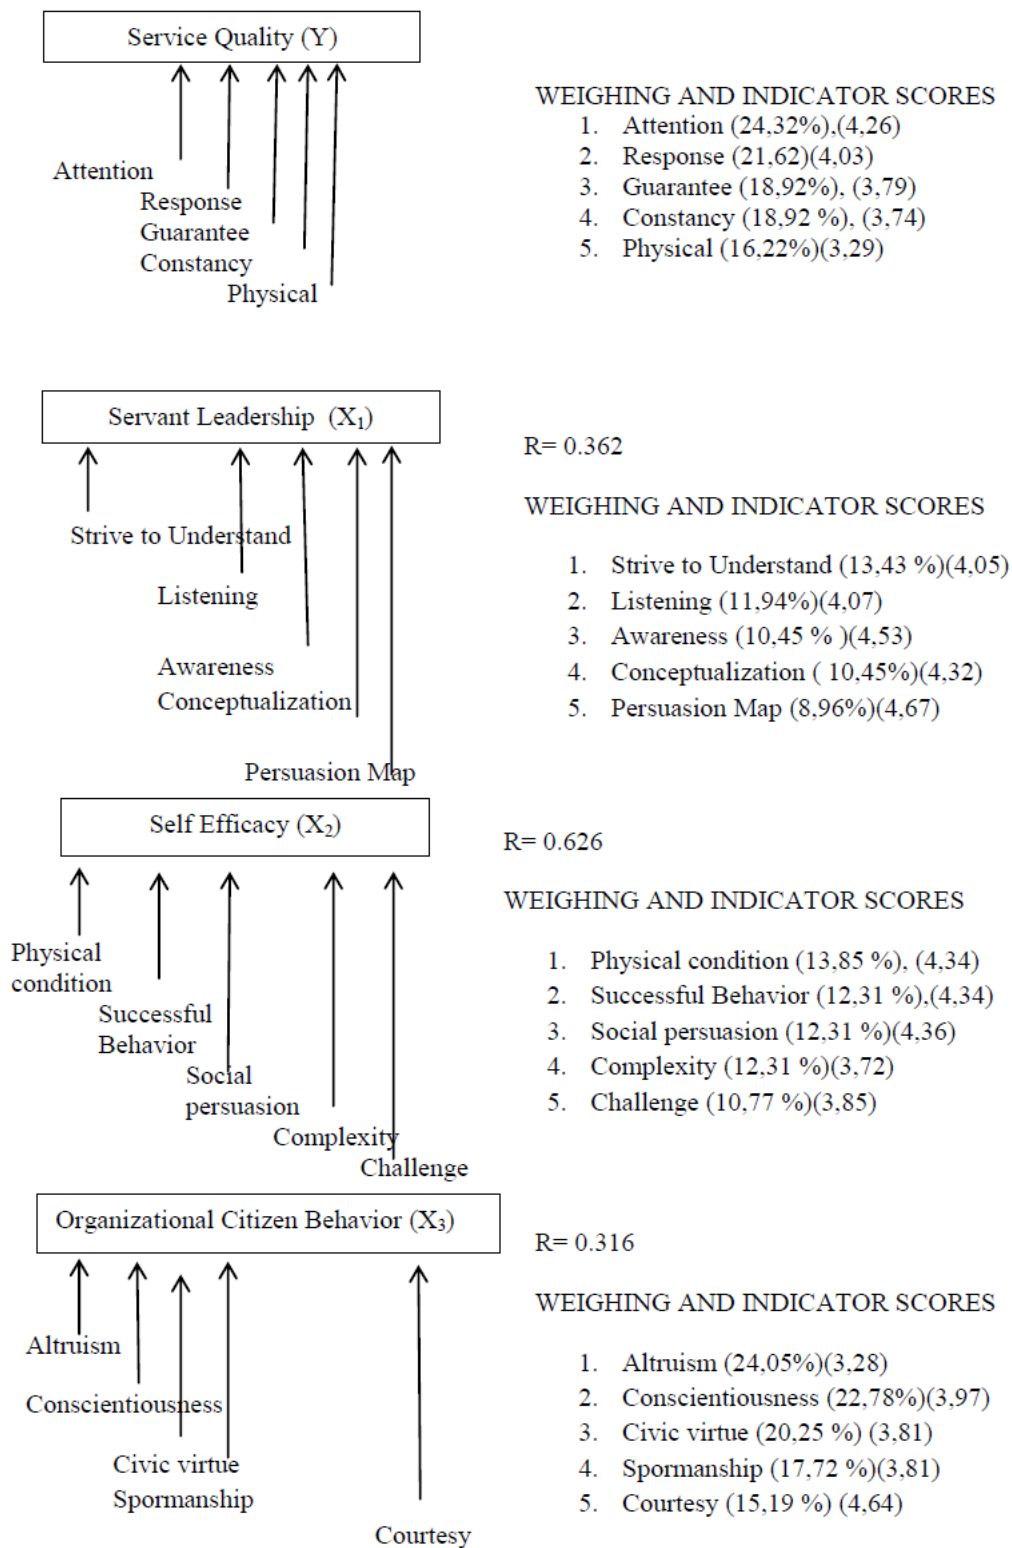 Service Quality (Y)
Attention
Response
Guarantee
Constancy
Physical
WEIGHING AND INDICATOR SCORES
1. Attention (24,32%),(4,26)
2. Response (21,62)(4,03)
3. Guarantee (18,92%), (3,79)
4. Constancy (18,92 %), (3,74)
5. Physical (16,22%)(3,29)
Servant Leadership (X₁)
Strive to Understand
Listening
Awareness
Conceptualization
Persuasion Map
R= 0.362
WEIGHING AND INDICATOR SCORES
1. Strive to Understand (13,43 %)(4,05)
2. Listening (11,94%)(4,07)
3. Awareness (10,45 % )(4,53)
4. Conceptualization ( 10,45%)(4,32)
5. Persuasion Map (8,96%)(4,67)
Self Efficacy (X₂)
Physical
condition
Successful
Behavior
Social
persuasion
Complexity
Challenge
R= 0.626
WEIGHING AND INDICATOR SCORES
1. Physical condition (13,85 %), (4,34)
2. Successful Behavior (12,31 %),(4,34)
3. Social persuasion (12,31 %)(4,36)
4. Complexity (12,31 %)(3,72)
5. Challenge (10,77 %)(3,85)
Organizational Citizen Behavior (X₃)
Altruism
Conscientiousness
Civic virtue
Spormanship
Courtesy
R= 0.316
WEIGHING AND INDICATOR SCORES
1. Altruism (24,05%)(3,28)
2. Conscientiousness (22,78%)(3,97)
3. Civic virtue (20,25 %) (3,81)
4. Spormanship (17,72 %)(3,81)
5. Courtesy (15,19 %) (4,64)